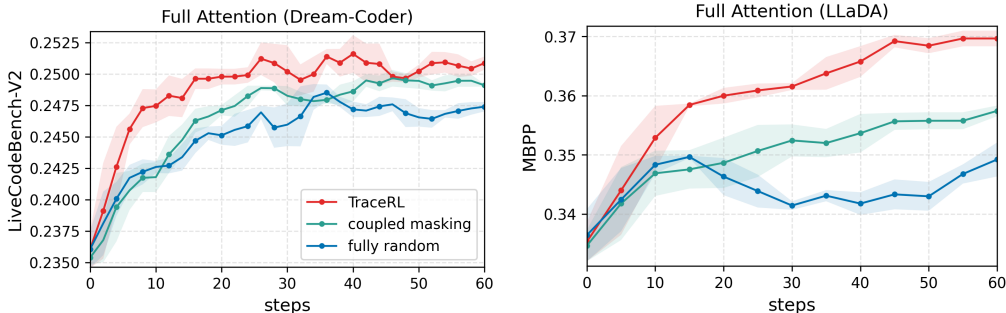 Full Attention (Dream-Coder)
LiveCodeBench-V2
0.2525
0.2500
0.2475
0.2450
0.2425
0.2400
0.2375
0.2350
TraceRL
coupled masking
fully random
0 10 20 30 40 50 60
steps
Full Attention (LLaDA)
MBPP
0.37
0.36
0.35
0.34
0 10 20 30 40 50 60
steps